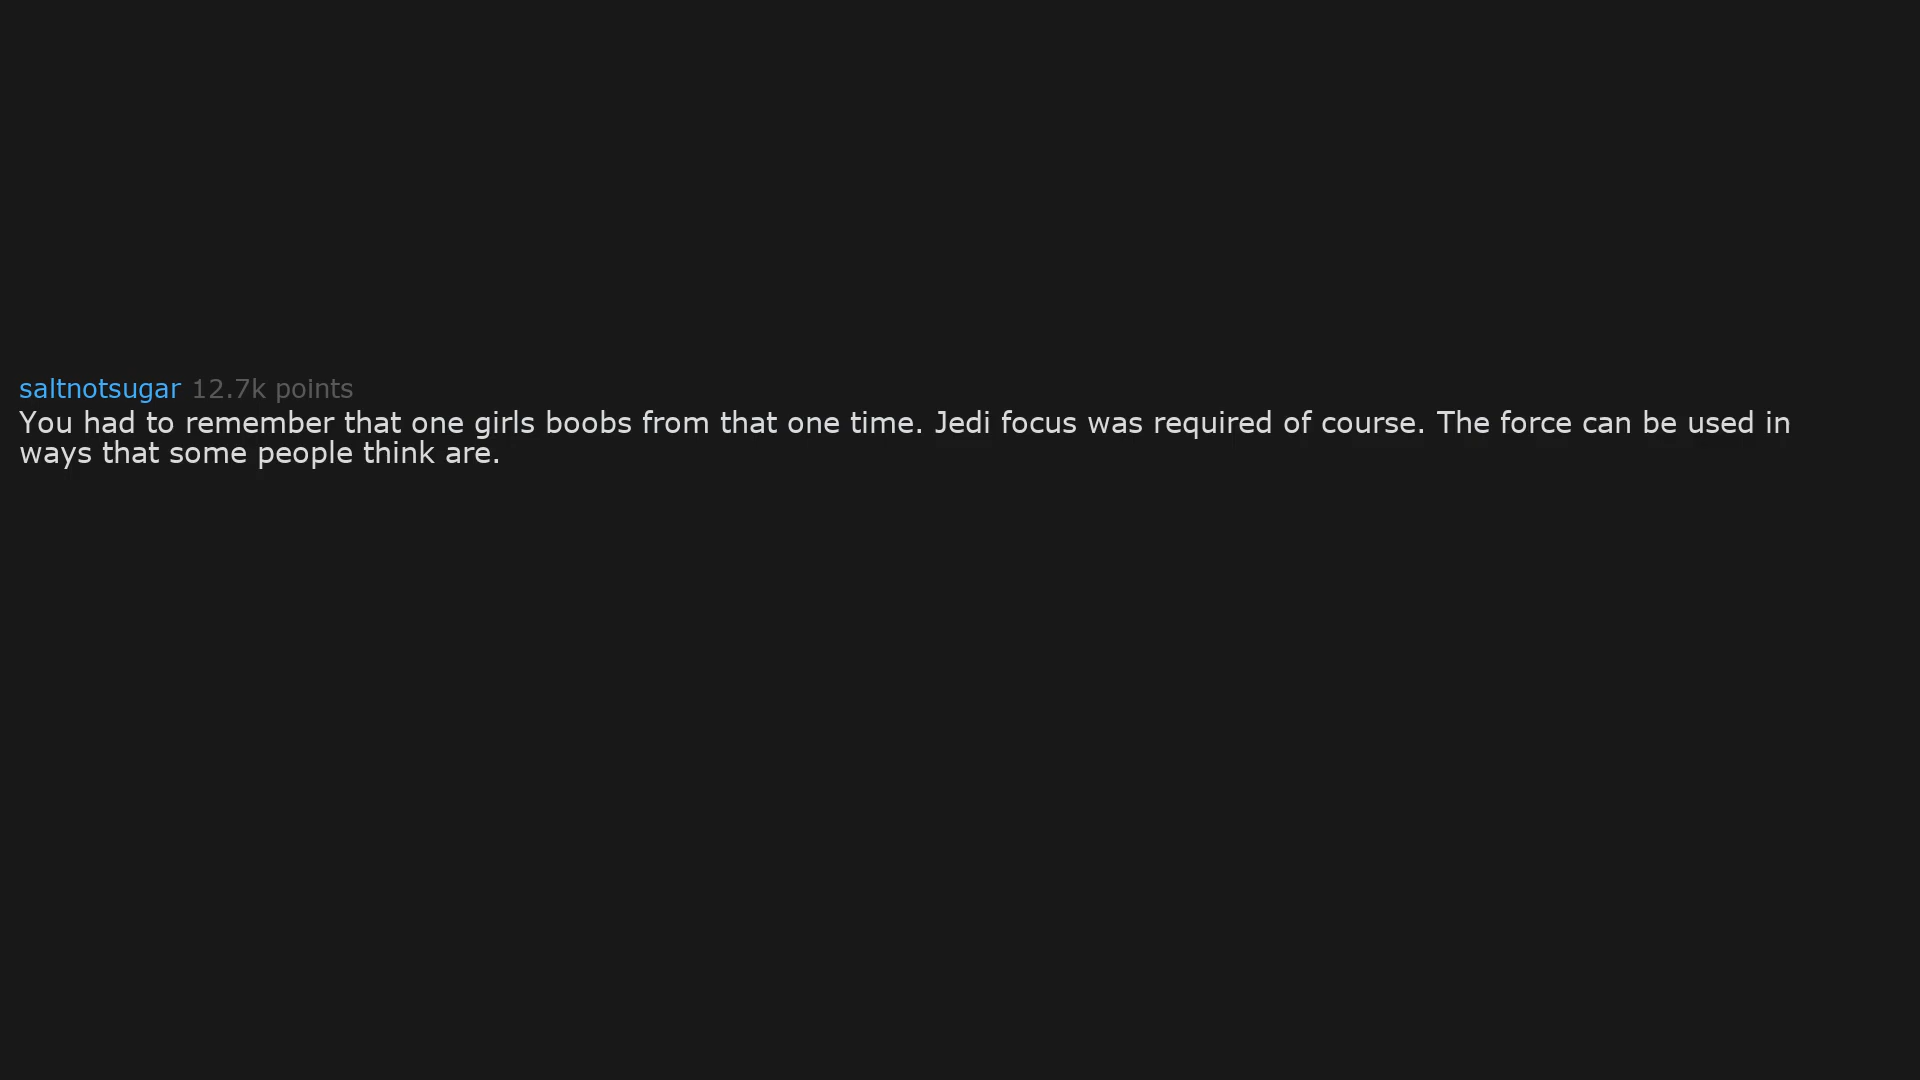 saltnotsugar 12.7k points
You had to remember that one girls boobs from that one time. Jedi focus was required of course. The force can be used in
ways that some people think are.